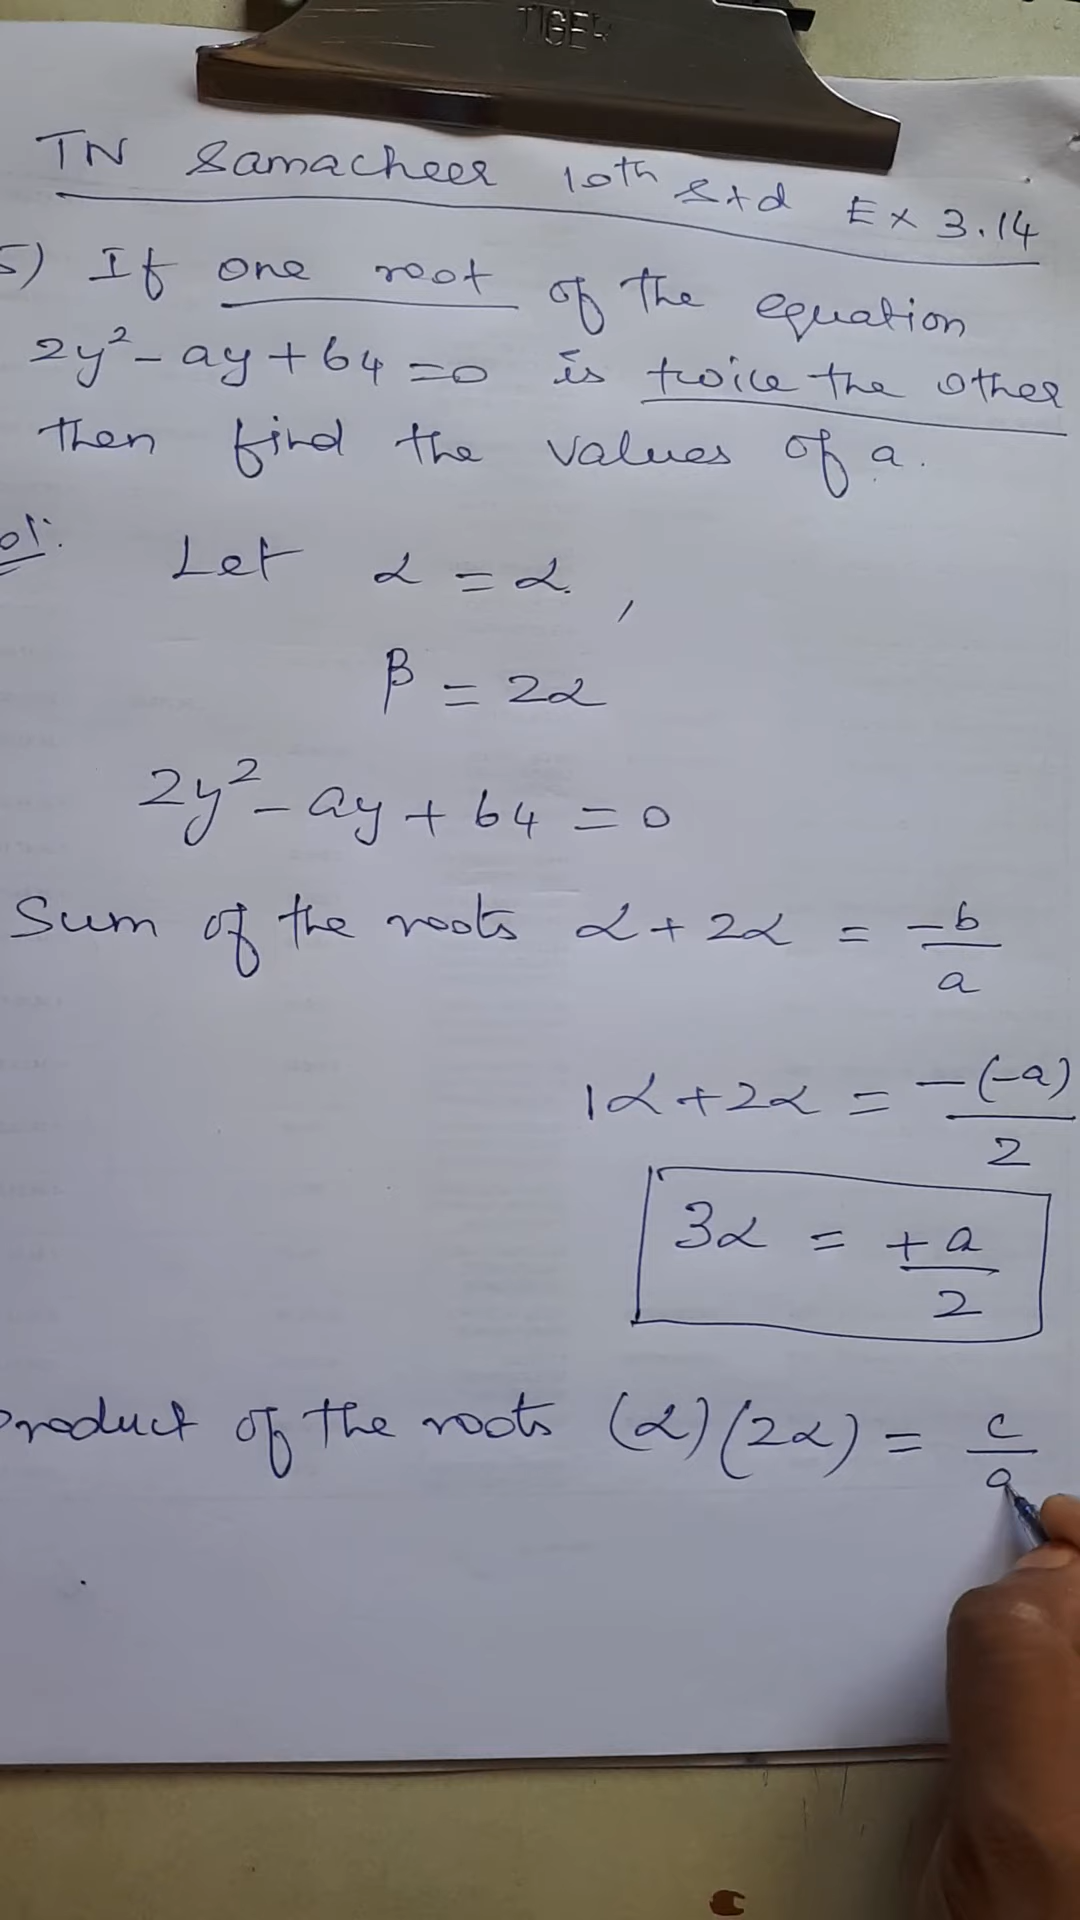 TIGER
TN Samacheer 10th Std Ex 3.14
5) If one root of the equation
2y² - ay + 64 = 0 is twice the other
then find the values of a.
ol:
Let α = α,
β = 2α
2y² - ay + 64 = 0
Sum of the roots α + 2α = -b/a
1α + 2α = -(-a)/2
3α = +a/2
product of the roots (α)(2α) = c/a